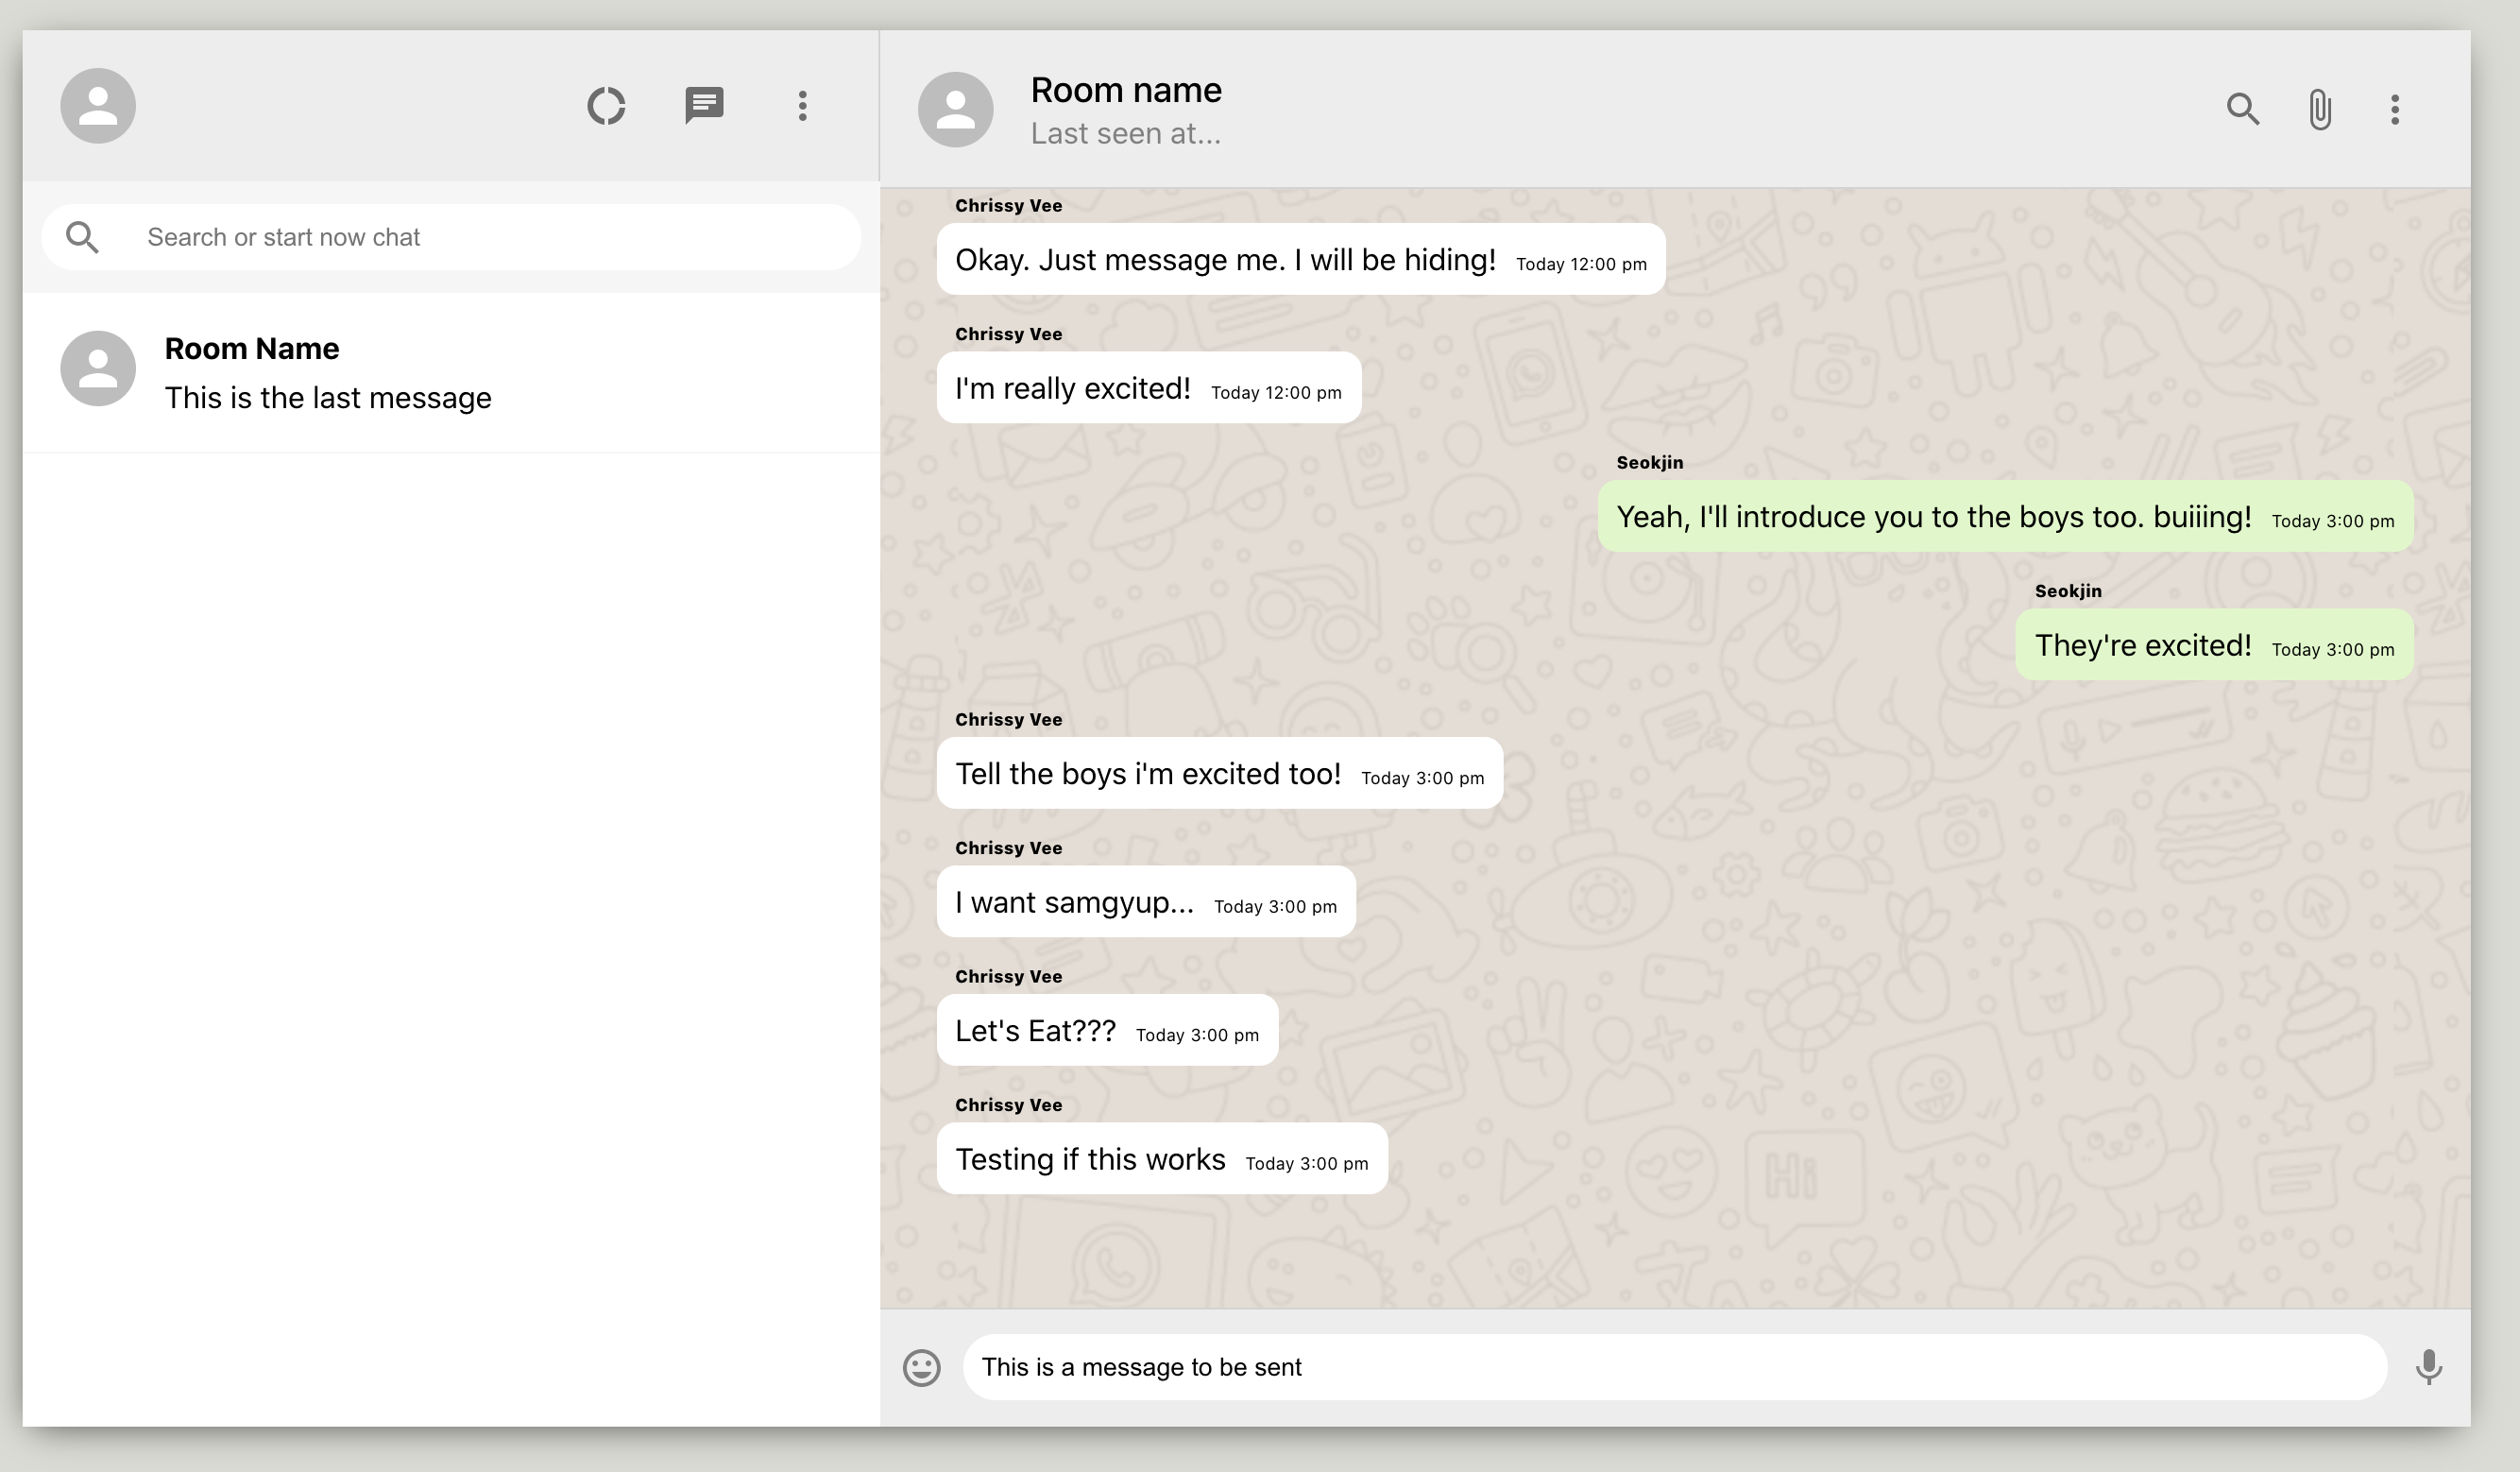 Room name
Last seen at...
Search or start now chat
Room Name
This is the last message
Chrissy Vee
Okay. Just message me. I will be hiding! Today 12:00 pm
Chrissy Vee
I'm really excited! Today 12:00 pm
Seokjin
Yeah, I'll introduce you to the boys too. buiiing! Today 3:00 pm
Seokjin
They're excited! Today 3:00 pm
Chrissy Vee
Tell the boys i'm excited too! Today 3:00 pm
Chrissy Vee
I want samgyup... Today 3:00 pm
Chrissy Vee
Let's Eat??? Today 3:00 pm
Chrissy Vee
Testing if this works Today 3:00 pm
Hi
This is a message to be sent